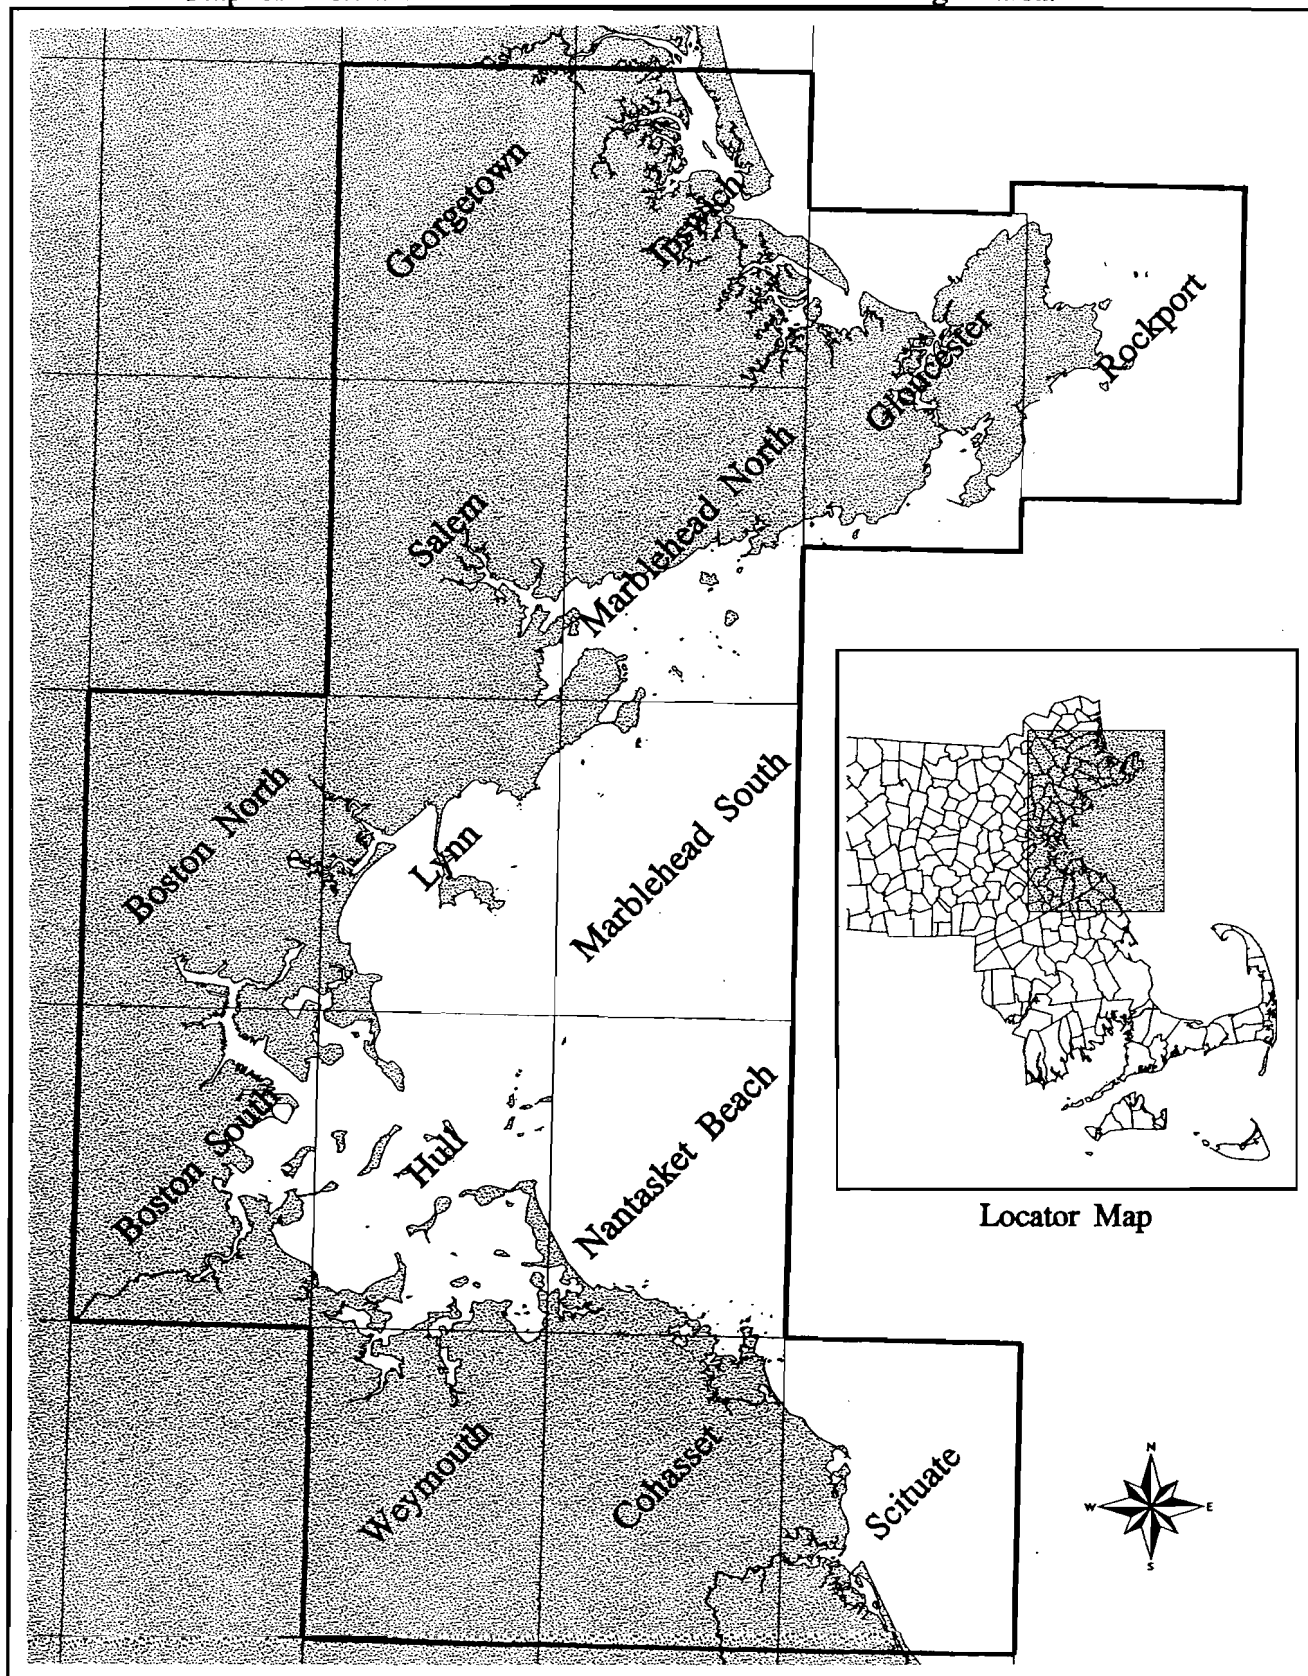 Georgetown
Ipswich
Rockport
Gloucester
Salem
Marblehead North
Boston North
Lynn
Marblehead South
Boston South
Hull
Nantasket Beach
Locator Map
Weymouth
Cohasset
Scituate
N
W E
S